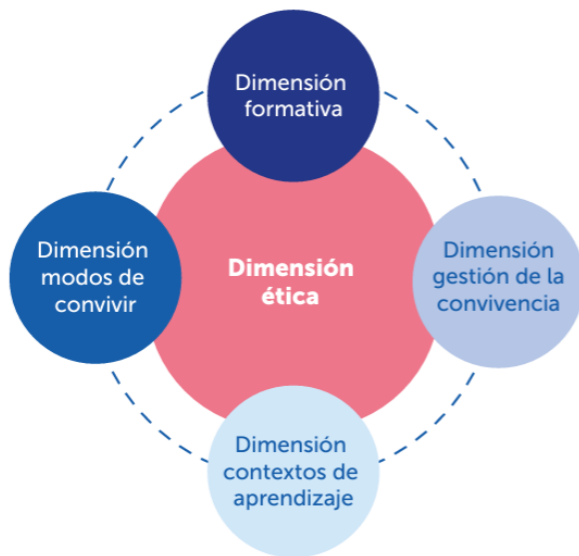 Dimensión
formativa
Dimensión
modos de
convivir
Dimensión
ética
Dimensión
gestión de la
convivencia
Dimensión
contextos de
aprendizaje